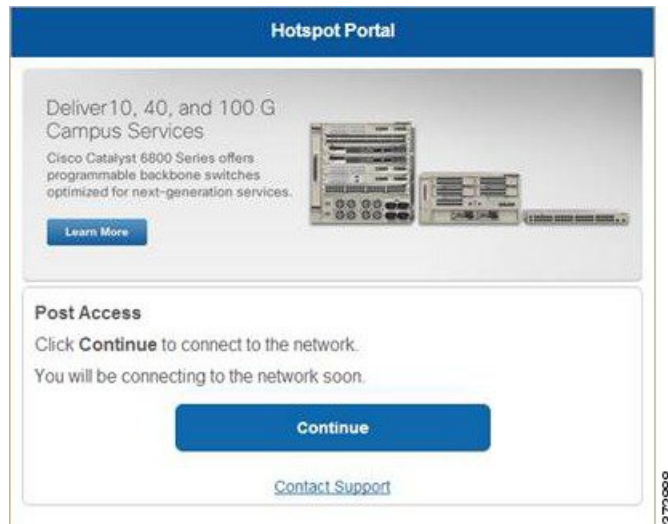 Hotspot Portal
Deliver10, 40, and 100 G
Campus Services
Cisco Catalyst 6800 Series offers
programmable backbone switches
optimized for next-generation services.
Learn More
Post Access
Click Continue to connect to the network.
You will be connecting to the network soon.
Continue
Contact Support